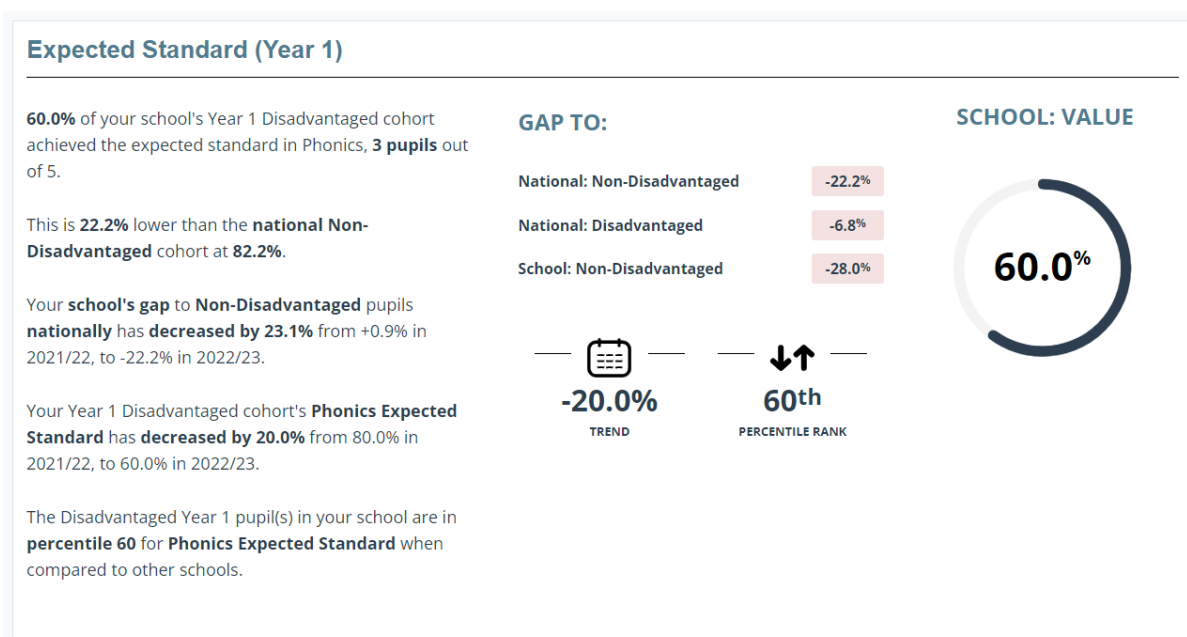 Expected Standard (Year 1)
60.0% of your school's Year 1 Disadvantaged cohort
achieved the expected standard in Phonics, 3 pupils out
of 5.
This is 22.2% lower than the national Non-
Disadvantaged cohort at 82.2%.
Your school's gap to Non-Disadvantaged pupils
nationally has decreased by 23.1% from +0.9% in
2021/22, to -22.2% in 2022/23.
Your Year 1 Disadvantaged cohort's Phonics Expected
Standard has decreased by 20.0% from 80.0% in
2021/22, to 60.0% in 2022/23.
The Disadvantaged Year 1 pupil(s) in your school are in
percentile 60 for Phonics Expected Standard when
compared to other schools.
GAP TO:
National: Non-Disadvantaged -22.2%
National: Disadvantaged -6.8%
School: Non-Disadvantaged -28.0%
-20.0%
TREND
60th
PERCENTILE RANK
SCHOOL: VALUE
60.0%